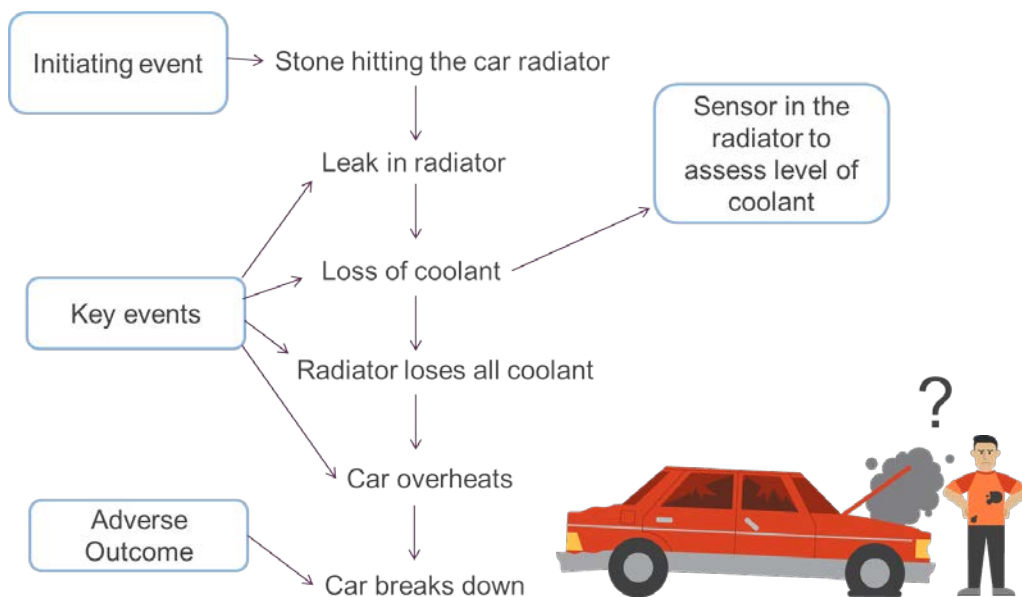 Initiating event
Stone hitting the car radiator
Sensor in the
radiator to
assess level of
coolant
Leak in radiator
Loss of coolant
Key events
Radiator loses all coolant
?
Car overheats
Adverse
Outcome
Car breaks down